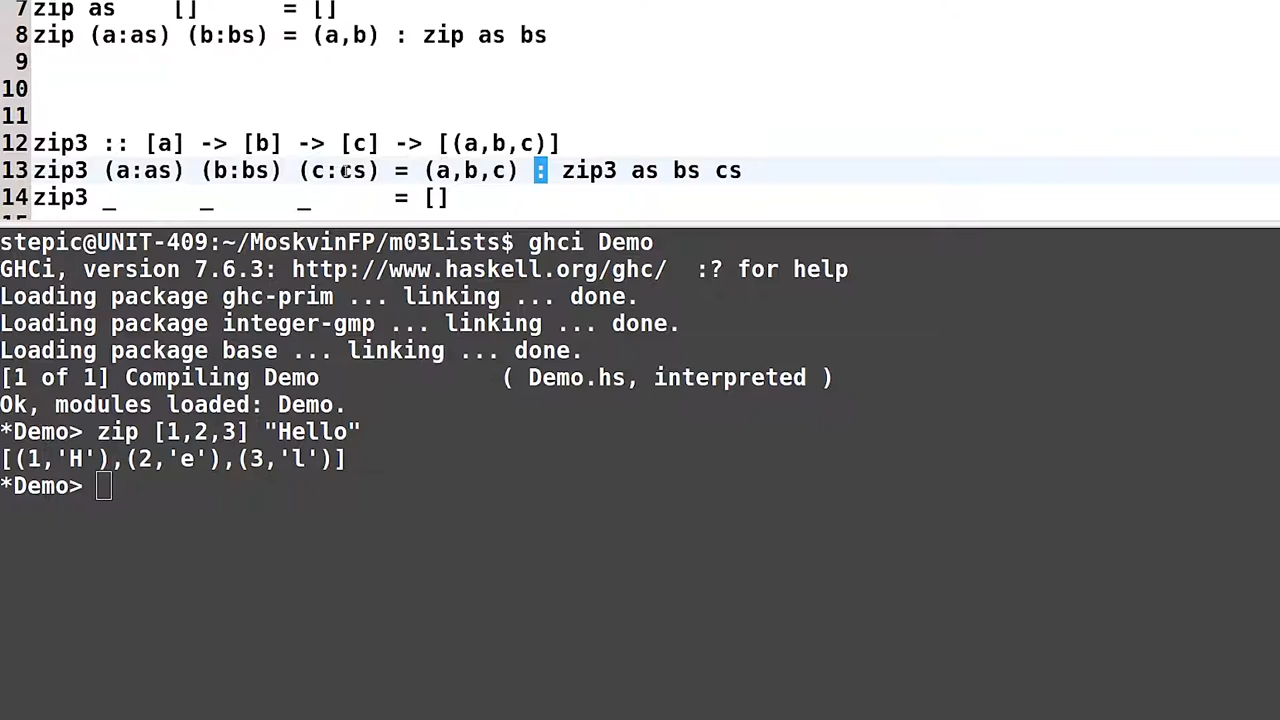 7 zip as    []      = []
8 zip (a:as) (b:bs) = (a,b) : zip as bs
9
10
11
12 zip3 :: [a] -> [b] -> [c] -> [(a,b,c)]
13 zip3 (a:as) (b:bs) (c:cs) = (a,b,c) : zip3 as bs cs
14 zip3 _      _      _      = []
stepic@UNIT-409:~/MoskvinFP/m03Lists$ ghci Demo
GHCi, version 7.6.3: http://www.haskell.org/ghc/  :? for help
Loading package ghc-prim ... linking ... done.
Loading package integer-gmp ... linking ... done.
Loading package base ... linking ... done.
[1 of 1] Compiling Demo             ( Demo.hs, interpreted )
Ok, modules loaded: Demo.
*Demo> zip [1,2,3] "Hello"
[(1,'H'),(2,'e'),(3,'l')]
*Demo>